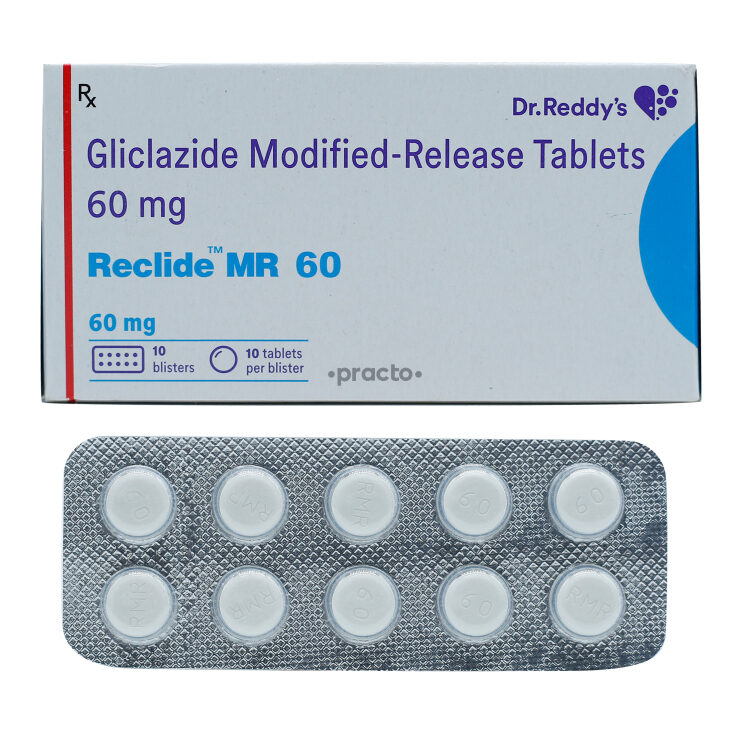 Rx
Dr.Reddy's
Gliclazide Modified-Release Tablets
60 mg
Reclide™ MR 60
60 mg
10 blisters
10 tablets per blister
•practo•
60 RMR RMR 60 60
RMR RMR 60 60 RMR